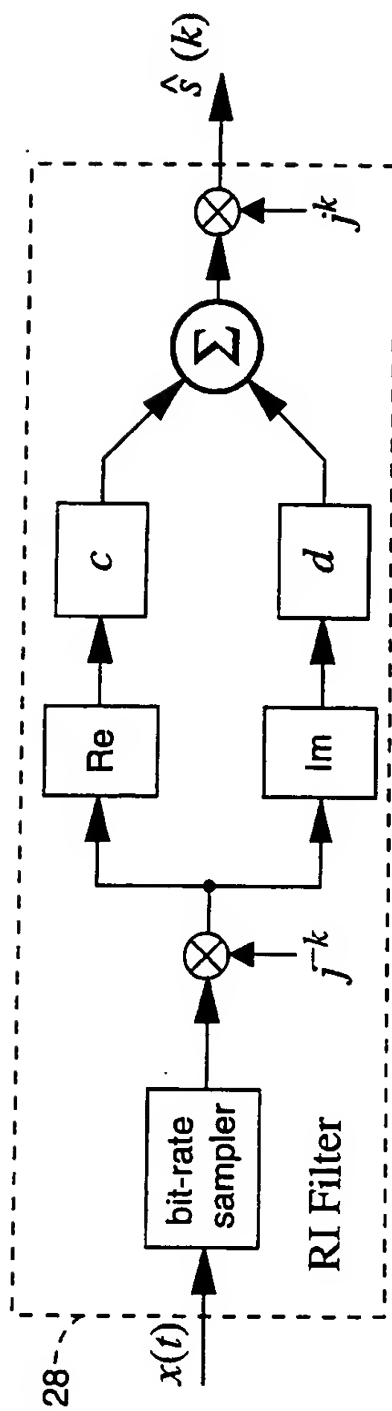 28
x(t)
bit-rate
sampler
j^{-k}
Re
Im
c
d
Σ
j^k
ŝ(k)
RI Filter